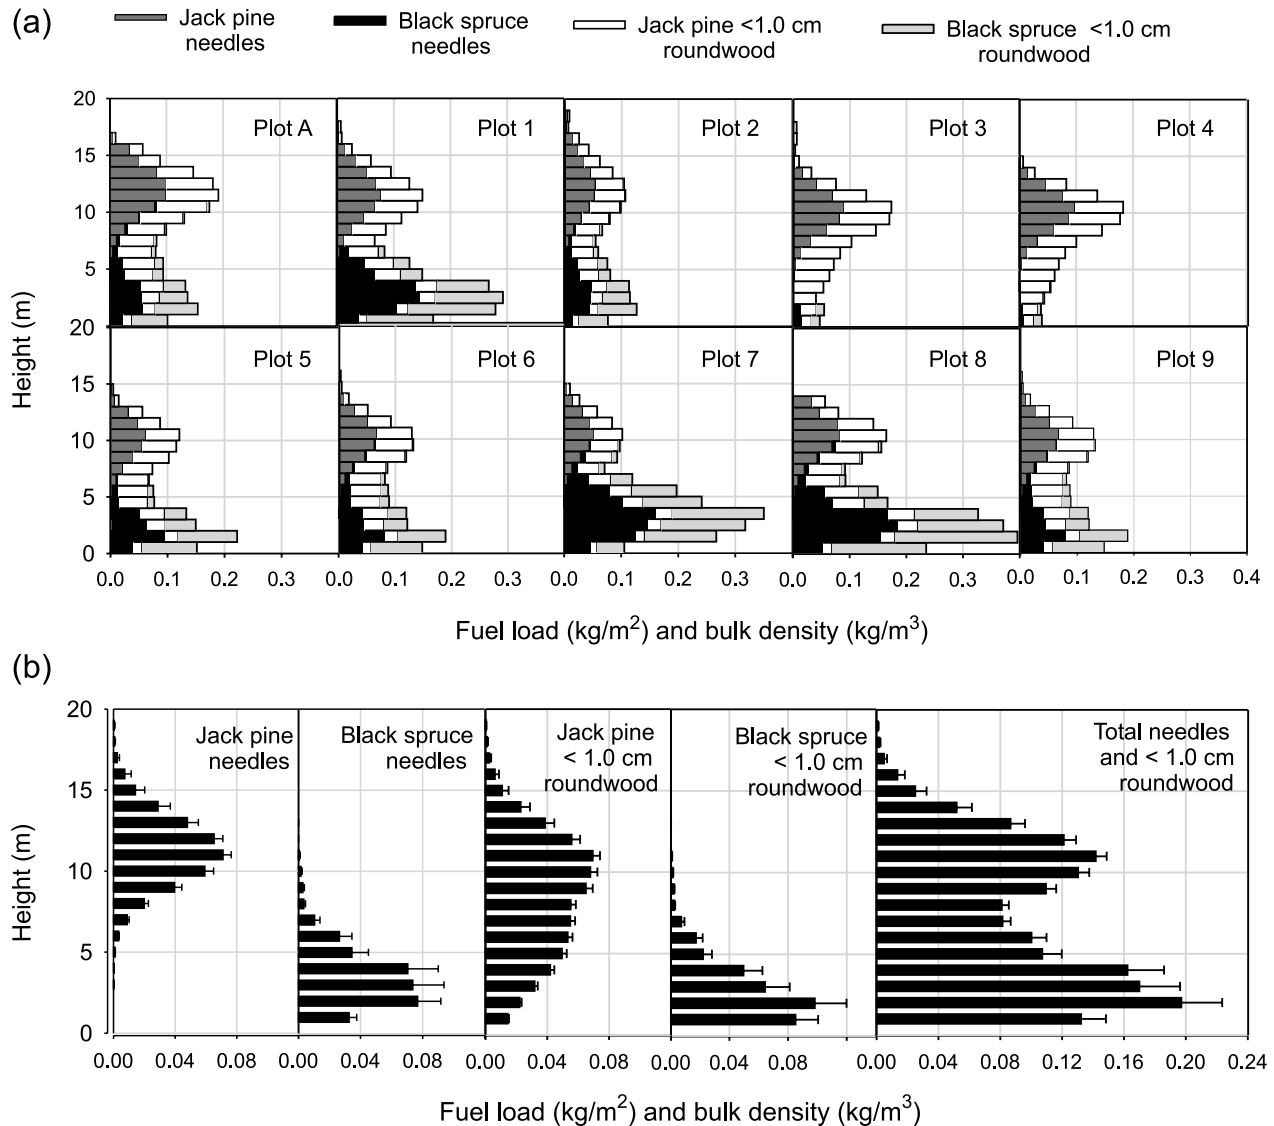 (a)
Jack pine
needles
Black spruce
needles
Jack pine <1.0 cm
roundwood
Black spruce <1.0 cm
roundwood
20
15
10
5
20
15
10
5
0
Height (m)
Plot A
Plot 1
Plot 2
Plot 3
Plot 4
Plot 5
Plot 6
Plot 7
Plot 8
Plot 9
0.0 0.1 0.2 0.3 0.0 0.1 0.2 0.3 0.0 0.1 0.2 0.3 0.0 0.1 0.2 0.3 0.0 0.1 0.2 0.3 0.4
Fuel load (kg/m²) and bulk density (kg/m³)
(b)
20
15
10
5
0
Height (m)
Jack pine
needles
Black spruce
needles
Jack pine
< 1.0 cm
roundwood
Black spruce
< 1.0 cm
roundwood
Total needles
and < 1.0 cm
roundwood
0.00 0.04 0.08 0.00 0.04 0.08 0.00 0.04 0.08 0.00 0.04 0.08 0.00 0.04 0.08 0.12 0.16 0.20 0.24
Fuel load (kg/m²) and bulk density (kg/m³)